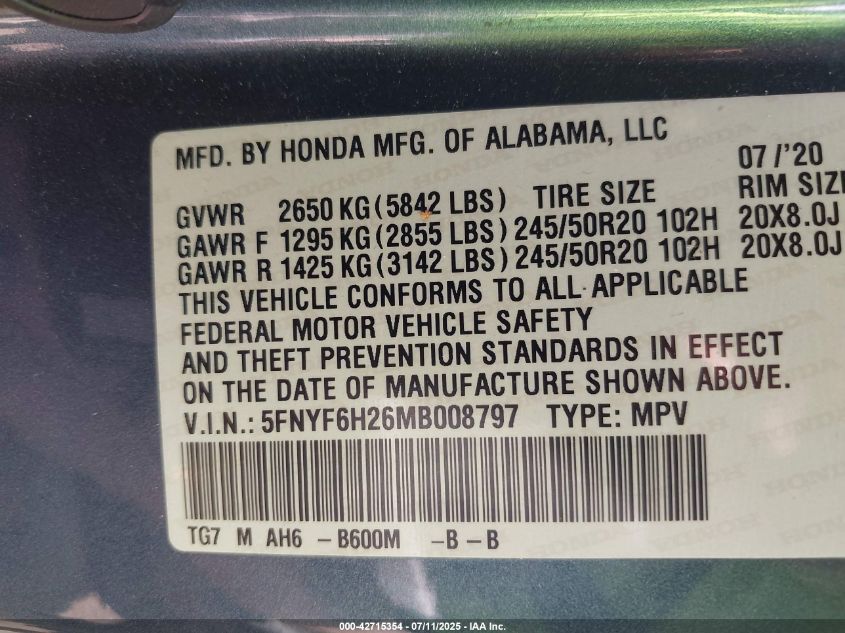 MFD. BY HONDA MFG. OF ALABAMA, LLC
07/'20
GVWR 2650 KG (5842 LBS) TIRE SIZE RIM SIZE
GAWR F 1295 KG (2855 LBS) 245/50R20 102H 20X8.0J
GAWR R 1425 KG (3142 LBS) 245/50R20 102H 20X8.0J
THIS VEHICLE CONFORMS TO ALL APPLICABLE
FEDERAL MOTOR VEHICLE SAFETY
AND THEFT PREVENTION STANDARDS IN EFFECT
ON THE DATE OF MANUFACTURE SHOWN ABOVE.
V.I.N.: 5FNYF6H26MB008797 TYPE: MPV
TG7 M AH6 -B600M -B-B
000-42715354 - 07/11/2025 - IAA Inc.